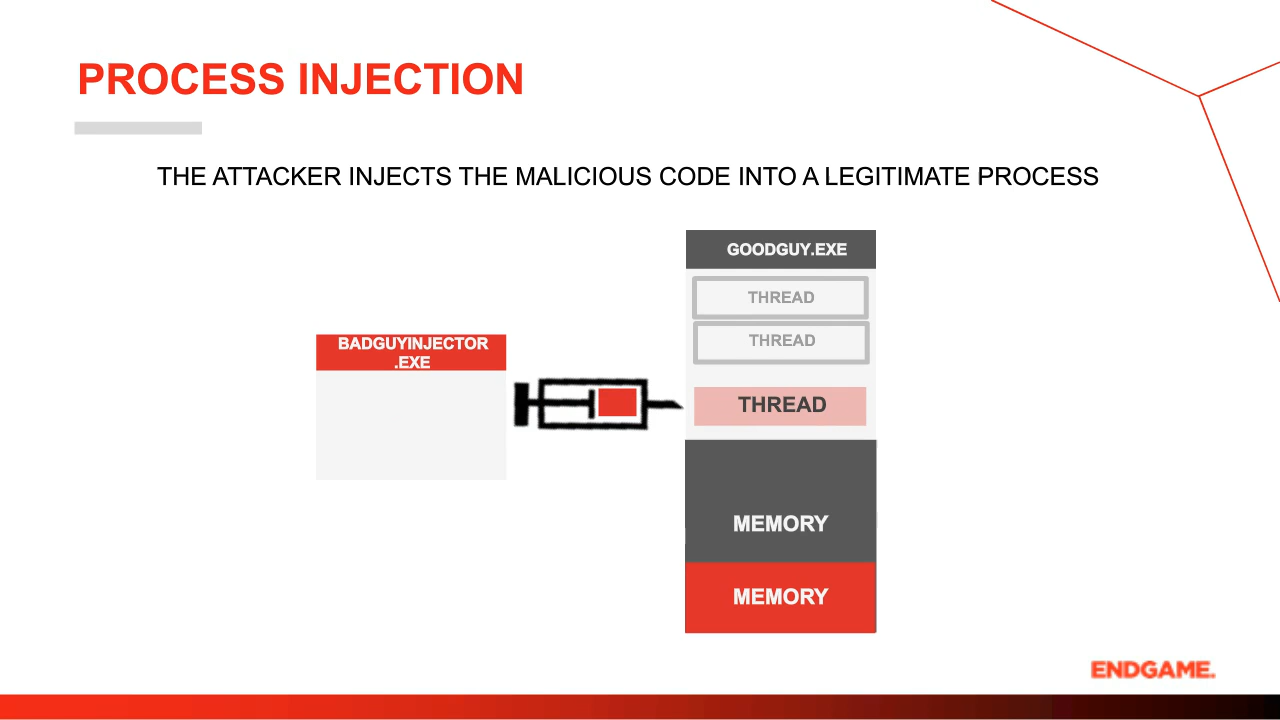 PROCESS INJECTION
THE ATTACKER INJECTS THE MALICIOUS CODE INTO A LEGITIMATE PROCESS
GOODGUY.EXE
THREAD
THREAD
BADGUYINJECTOR
.EXE
THREAD
MEMORY
MEMORY
ENDGAME.